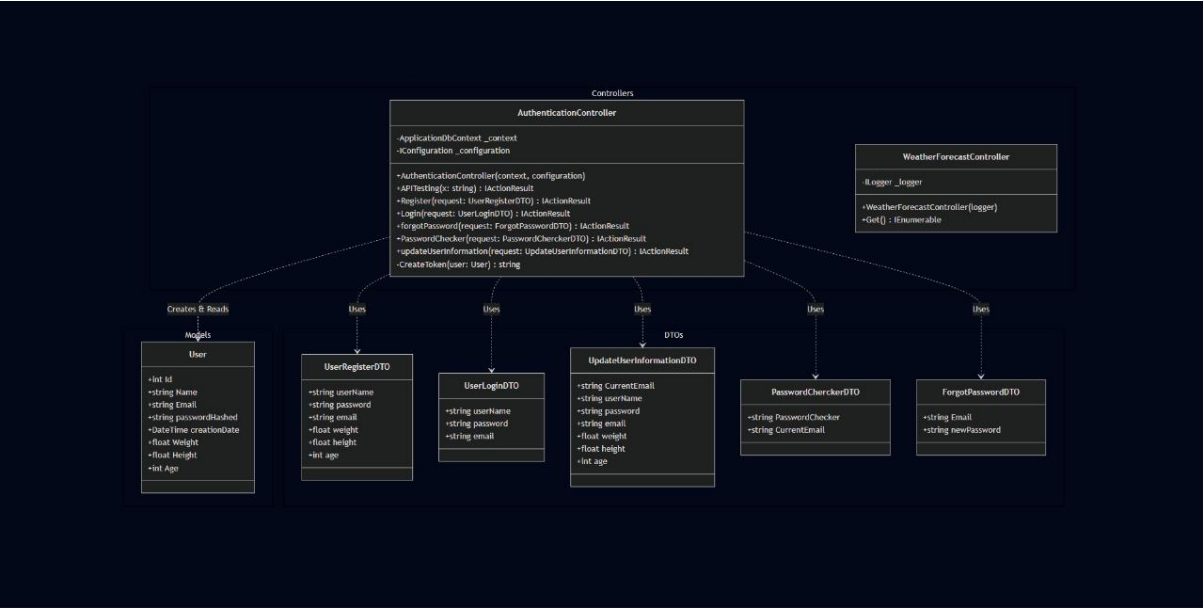 Controllers
AuthenticationController
-ApplicationDbContext _context
-IConfiguration _configuration
+AuthenticationController(context, configuration)
+APITesting(x: string) : IActionResult
+Register(request: UserRegisterDTO) : IActionResult
+Login(request: UserLoginDTO) : IActionResult
+forgotPassword(request: ForgotPasswordDTO) : IActionResult
+PasswordChecker(request: PasswordCherckerDTO) : IActionResult
+updateUserInformation(request: UpdateUserInformationDTO) : IActionResult
-CreateToken(user: User) : string
WeatherForecastController
-ILogger _logger
+WeatherForecastController(logger)
+Get() : IEnumerable
Creates & Reads
Uses
Uses
Uses
Uses
Uses
Models
User
+int Id
+string Name
+string Email
+string passwordHashed
+DateTime creationDate
+float Weight
+float Height
+int Age
DTOs
UserRegisterDTO
+string userName
+string password
+string email
+float weight
+float height
+int age
UserLoginDTO
+string userName
+string password
+string email
UpdateUserInformationDTO
+string CurrentEmail
+string userName
+string password
+string email
+float weight
+float height
+int age
PasswordCherckerDTO
+string PasswordChecker
+string CurrentEmail
ForgotPasswordDTO
+string Email
+string newPassword